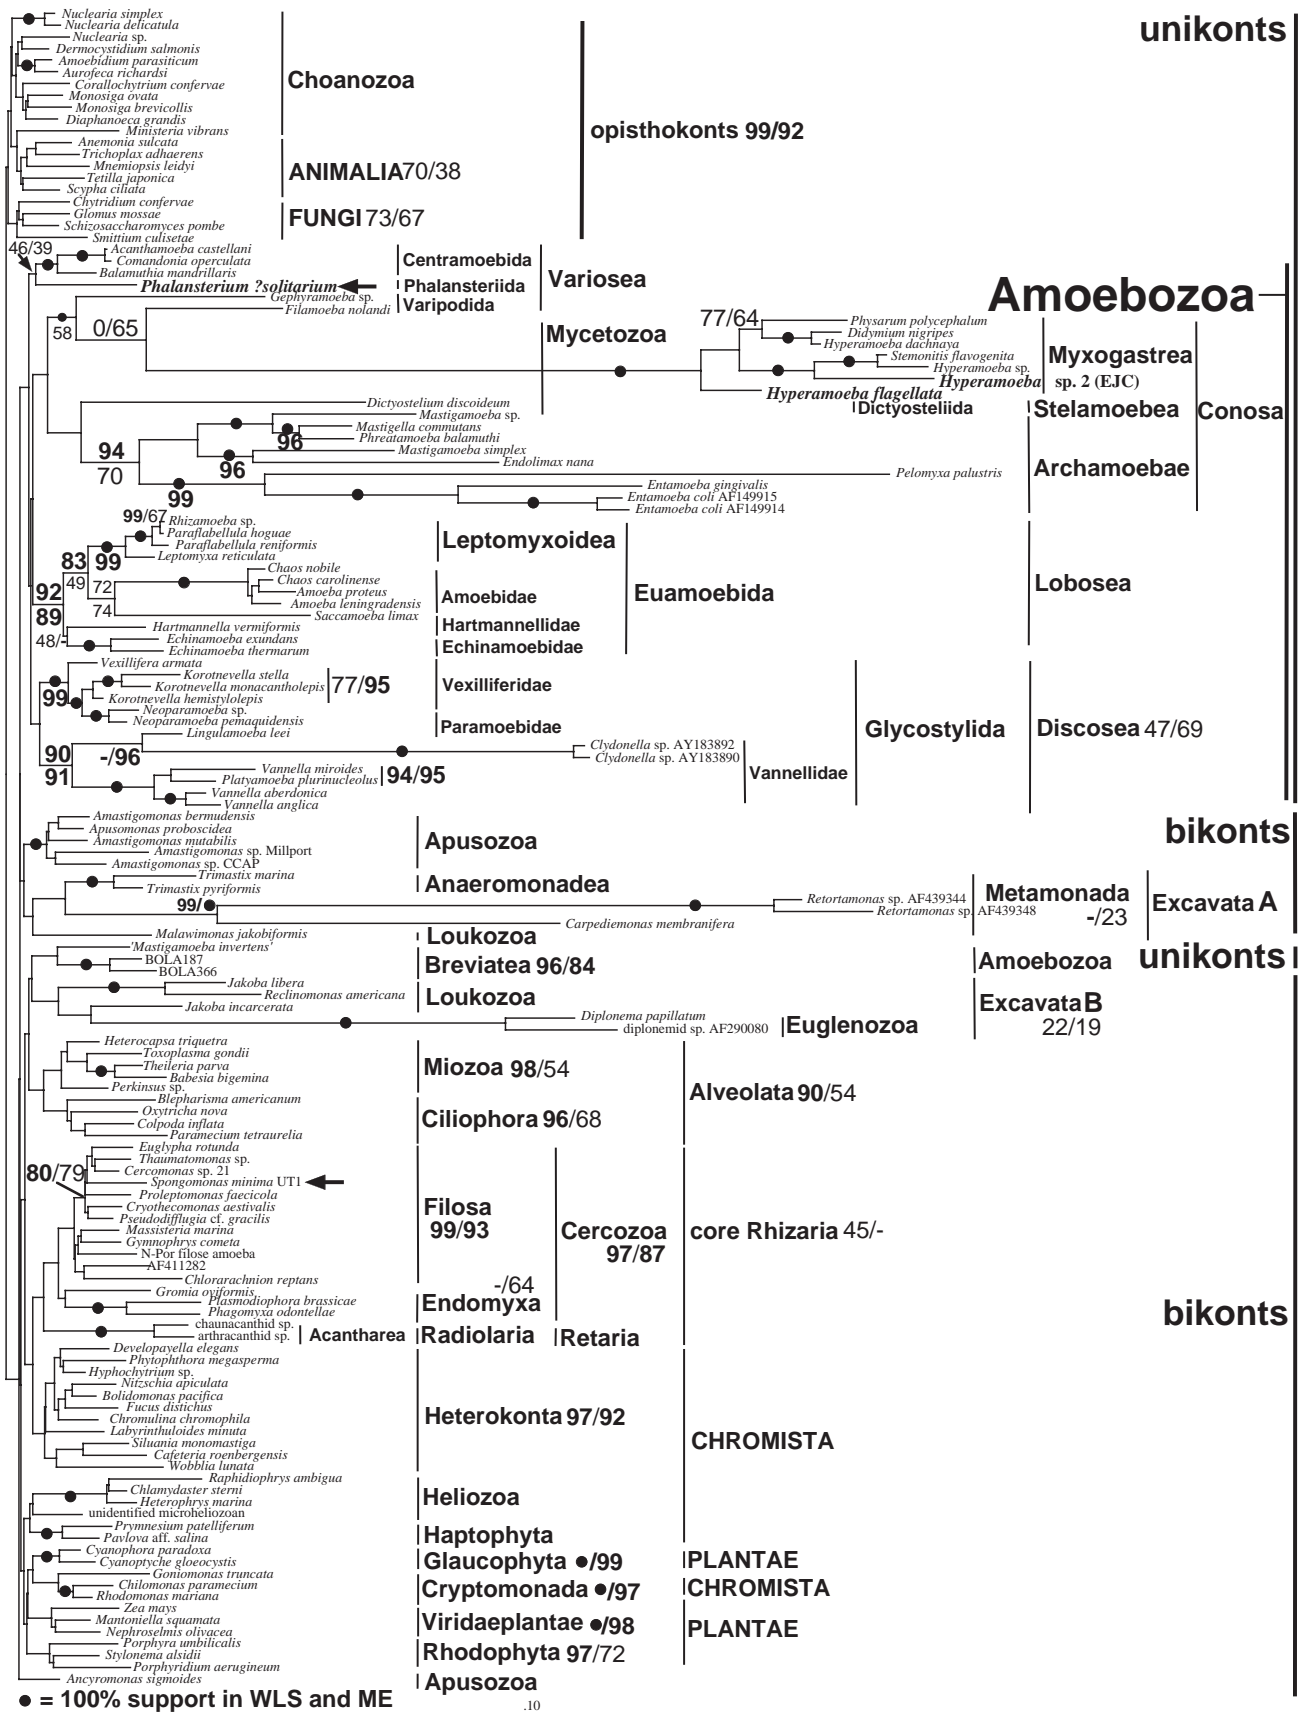 Nuclearia simplex
Nuclearia delicatula
Nuclearia sp.
Dermocystidium salmonis
Amoebidium parasiticum
Aurofeca richardsi
Corallochytrium confervae
Monosiga ovata
Monosiga brevicollis
Diaphanoeca grandis
Ministeria vibrans
Choanozoa
unikonts
opisthokonts 99/92
Anemonia sulcata
Trichoplax adhaerens
Mnemiopsis leidyi
Tetilla japonica
Scypha ciliata
ANIMALIA 70/38
Chytridium confervae
Glomus mossae
Schizosaccharomyces pombe
Smittium culisetae
FUNGI 73/67
46/39
Acanthamoeba castellani
Comandonia operculata
Balamuthia mandrillaris
Centramoebida
Phalansterium ?solitarium
Phalansteriida
Variosea
Gephyramoeba sp.
Filamoeba nolandi
Varipodida
Amoebozoa
58
0/65
Mycetozoa
77/64
Physarum polycephalum
Didymium nigripes
Hyperamoeba dachnaya
Stemonitis flavogenita
Hyperamoeba sp.
Hyperamoeba sp. 2 (EJC)
Hyperamoeba flagellata
Myxogastrea
Dictyostelium discoideum
Dictyosteliida
Stelamoebea
Conosa
Mastigamoeba sp.
Mastigella commutans
Phreatamoeba balamuthi
96
Mastigamoeba simplex
Endolimax nana
94
70
96
99
Pelomyxa palustris
Entamoeba gingivalis
Entamoeba coli AF149915
Entamoeba coli AF149914
Archamoebae
99/67
Rhizamoeba sp.
Paraflabellula hoguae
Paraflabellula reniformis
Leptomyxa reticulata
Leptomyxoidea
83
99
49
Chaos nobile
Chaos carolinense
Amoeba proteus
Amoeba leningradensis
Saccamoeba limax
72
74
Amoebidae
Euamoebida
Lobosea
92
89
48/-
Hartmannella vermiformis
Hartmannellidae
Echinamoeba exundans
Echinamoeba thermarum
Echinamoebidae
Vexillifera armata
Korotnevella stella
Korotnevella monacantholepis
77/95
Korotnevella hemistylolepis
99
Vexilliferidae
Neoparamoeba sp.
Neoparamoeba pemaquidensis
Paramoebidae
Glycostylida
Discosea 47/69
Lingulamoeba leei
90
91
-/96
Clydonella sp. AY183892
Clydonella sp. AY183890
Vannella miroides
Platyamoeba plurinucleolus
94/95
Vannella aberdonica
Vannella anglica
Vannellidae
Amastigomonas bermudensis
Apusomonas proboscidea
Amastigomonas mutabilis
Amastigomonas sp. Millport
Amastigomonas sp. CCAP
Apusozoa
bikonts
Trimastix marina
Trimastix pyriformis
Anaeromonadea
99/
Retortamonas sp. AF439344
Retortamonas sp. AF439348
Carpediemonas membranifera
Metamonada
-/23
Excavata A
Malawimonas jakobiformis
Loukozoa
'Mastigamoeba invertens'
BOLA187
BOLA366
Breviatea 96/84
Amoebozoa
unikonts
Jakoba libera
Reclinomonas americana
Jakoba incarcerata
Loukozoa
Diplonema papillatum
diplonemid sp. AF290080
Euglenozoa
Excavata B
22/19
Heterocapsa triquetra
Toxoplasma gondii
Theileria parva
Babesia bigemina
Perkinsus sp.
Miozoa 98/54
Blepharisma americanum
Oxytricha nova
Colpoda inflata
Paramecium tetraurelia
Ciliophora 96/68
Alveolata 90/54
Euglypha rotunda
Thaumatomonas sp.
Cercomonas sp. 21
Spongomonas minima UT1
80/79
Proleptomonas faecicola
Cryothecomonas aestivalis
Pseudodifflugia cf. gracilis
Massisteria marina
Gymnophrys cometa
N-Por filose amoeba
AF411282
Chlorarachnion reptans
Filosa
99/93
Cercozoa
97/87
core Rhizaria 45/-
-/64
Gromia oviformis
Plasmodiophora brassicae
Phagomyxa odontellae
Endomyxa
chaunacanthid sp.
arthracanthid sp.
Acantharea
Radiolaria
Retaria
bikonts
Developayella elegans
Phytophthora megasperma
Hyphochytrium sp.
Nitzschia apiculata
Bolidomonas pacifica
Fucus distichus
Chromulina chromophila
Labyrinthuloides minuta
Siluania monomastiga
Cafeteria roenbergensis
Wobblia lunata
Heterokonta 97/92
CHROMISTA
Raphidiophrys ambigua
Chlamydaster sterni
Heterophrys marina
unidentified microheliozoan
Heliozoa
Prymnesium patelliferum
Pavlova aff. salina
Haptophyta
Cyanophora paradoxa
Cyanoptyche gloeocystis
Glaucophyta ●/99
PLANTAE
Goniomonas truncata
Chilomonas paramecium
Rhodomonas mariana
Cryptomonada ●/97
CHROMISTA
Zea mays
Mantoniella squamata
Nephroselmis olivacea
Viridaeplantae ●/98
PLANTAE
Porphyra umbilicalis
Stylonema alsidii
Porphyridium aerugineum
Rhodophyta 97/72
Ancyromonas sigmoides
Apusozoa
● = 100% support in WLS and ME
.10